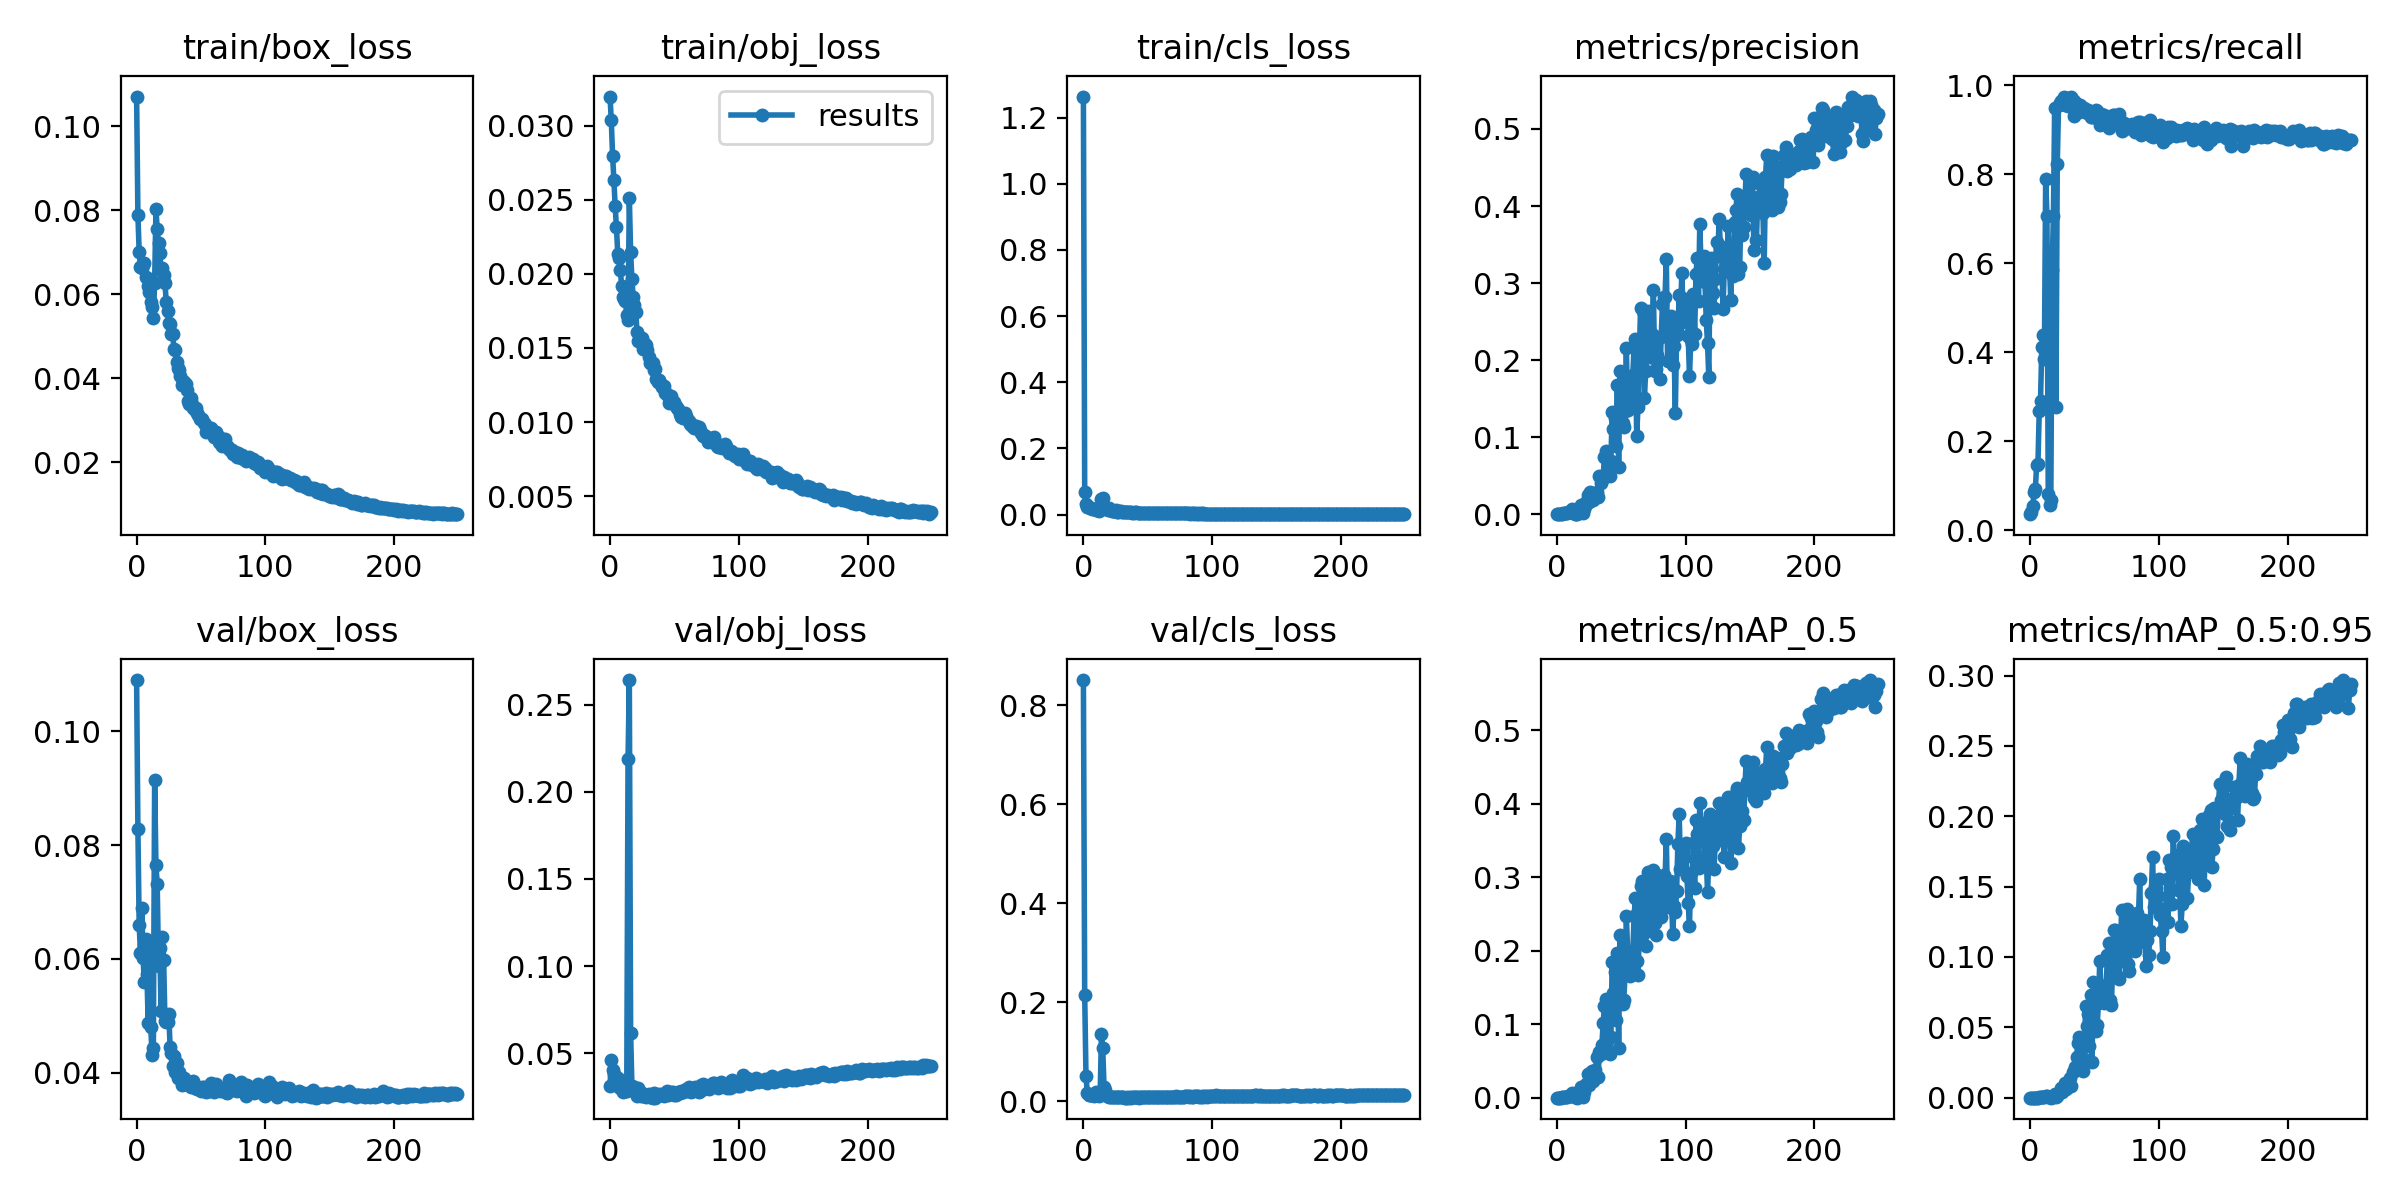 train/box_loss
0.10
0.08
0.06
0.04
0.02
0 100 200
train/obj_loss
results
0.030
0.025
0.020
0.015
0.010
0.005
0 100 200
train/cls_loss
1.2
1.0
0.8
0.6
0.4
0.2
0.0
0 100 200
metrics/precision
0.5
0.4
0.3
0.2
0.1
0.0
0 100 200
metrics/recall
1.0
0.8
0.6
0.4
0.2
0.0
0 100 200
val/box_loss
0.10
0.08
0.06
0.04
0 100 200
val/obj_loss
0.25
0.20
0.15
0.10
0.05
0 100 200
val/cls_loss
0.8
0.6
0.4
0.2
0.0
0 100 200
metrics/mAP_0.5
0.5
0.4
0.3
0.2
0.1
0.0
0 100 200
metrics/mAP_0.5:0.95
0.30
0.25
0.20
0.15
0.10
0.05
0.00
0 100 200